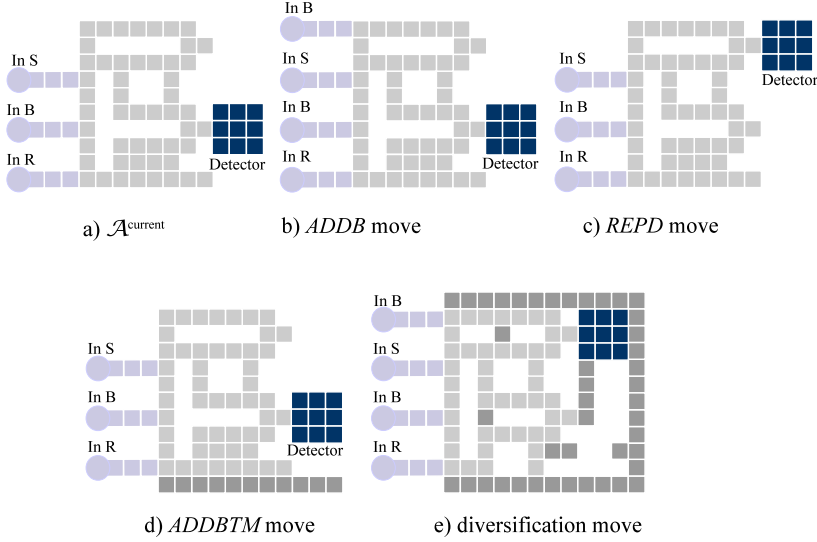 In S
In B
In R
Detector
a) 𝒜current
In B
In S
In B
In R
Detector
b) ADDB move
In S
In B
In R
Detector
c) REPD move
In S
In B
In R
Detector
d) ADDBTM move
In B
In S
In B
In R
e) diversification move